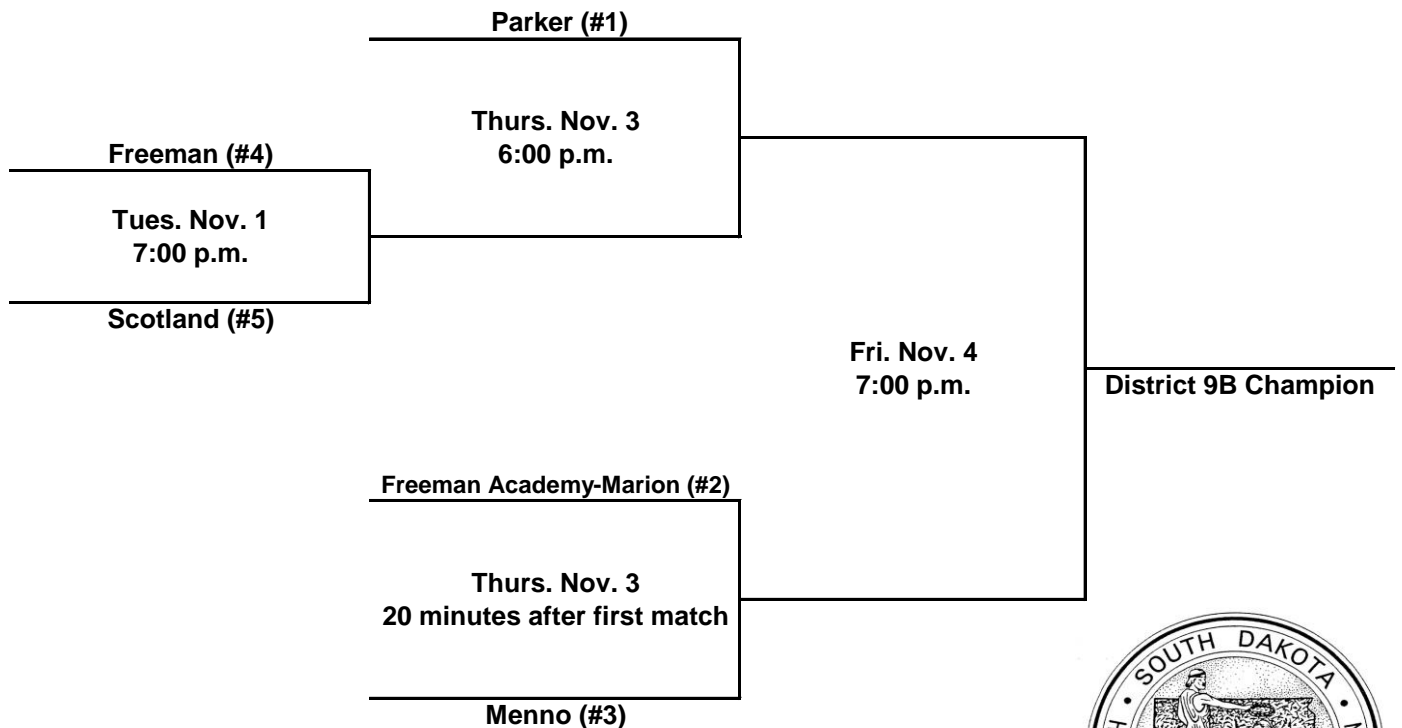 Parker (#1)
Thurs. Nov. 3
6:00 p.m.
Freeman (#4)
Tues. Nov. 1
7:00 p.m.
Scotland (#5)
Fri. Nov. 4
7:00 p.m.
District 9B Champion
Freeman Academy-Marion (#2)
Thurs. Nov. 3
20 minutes after first match
Menno (#3)
SOUTH DAKOTA